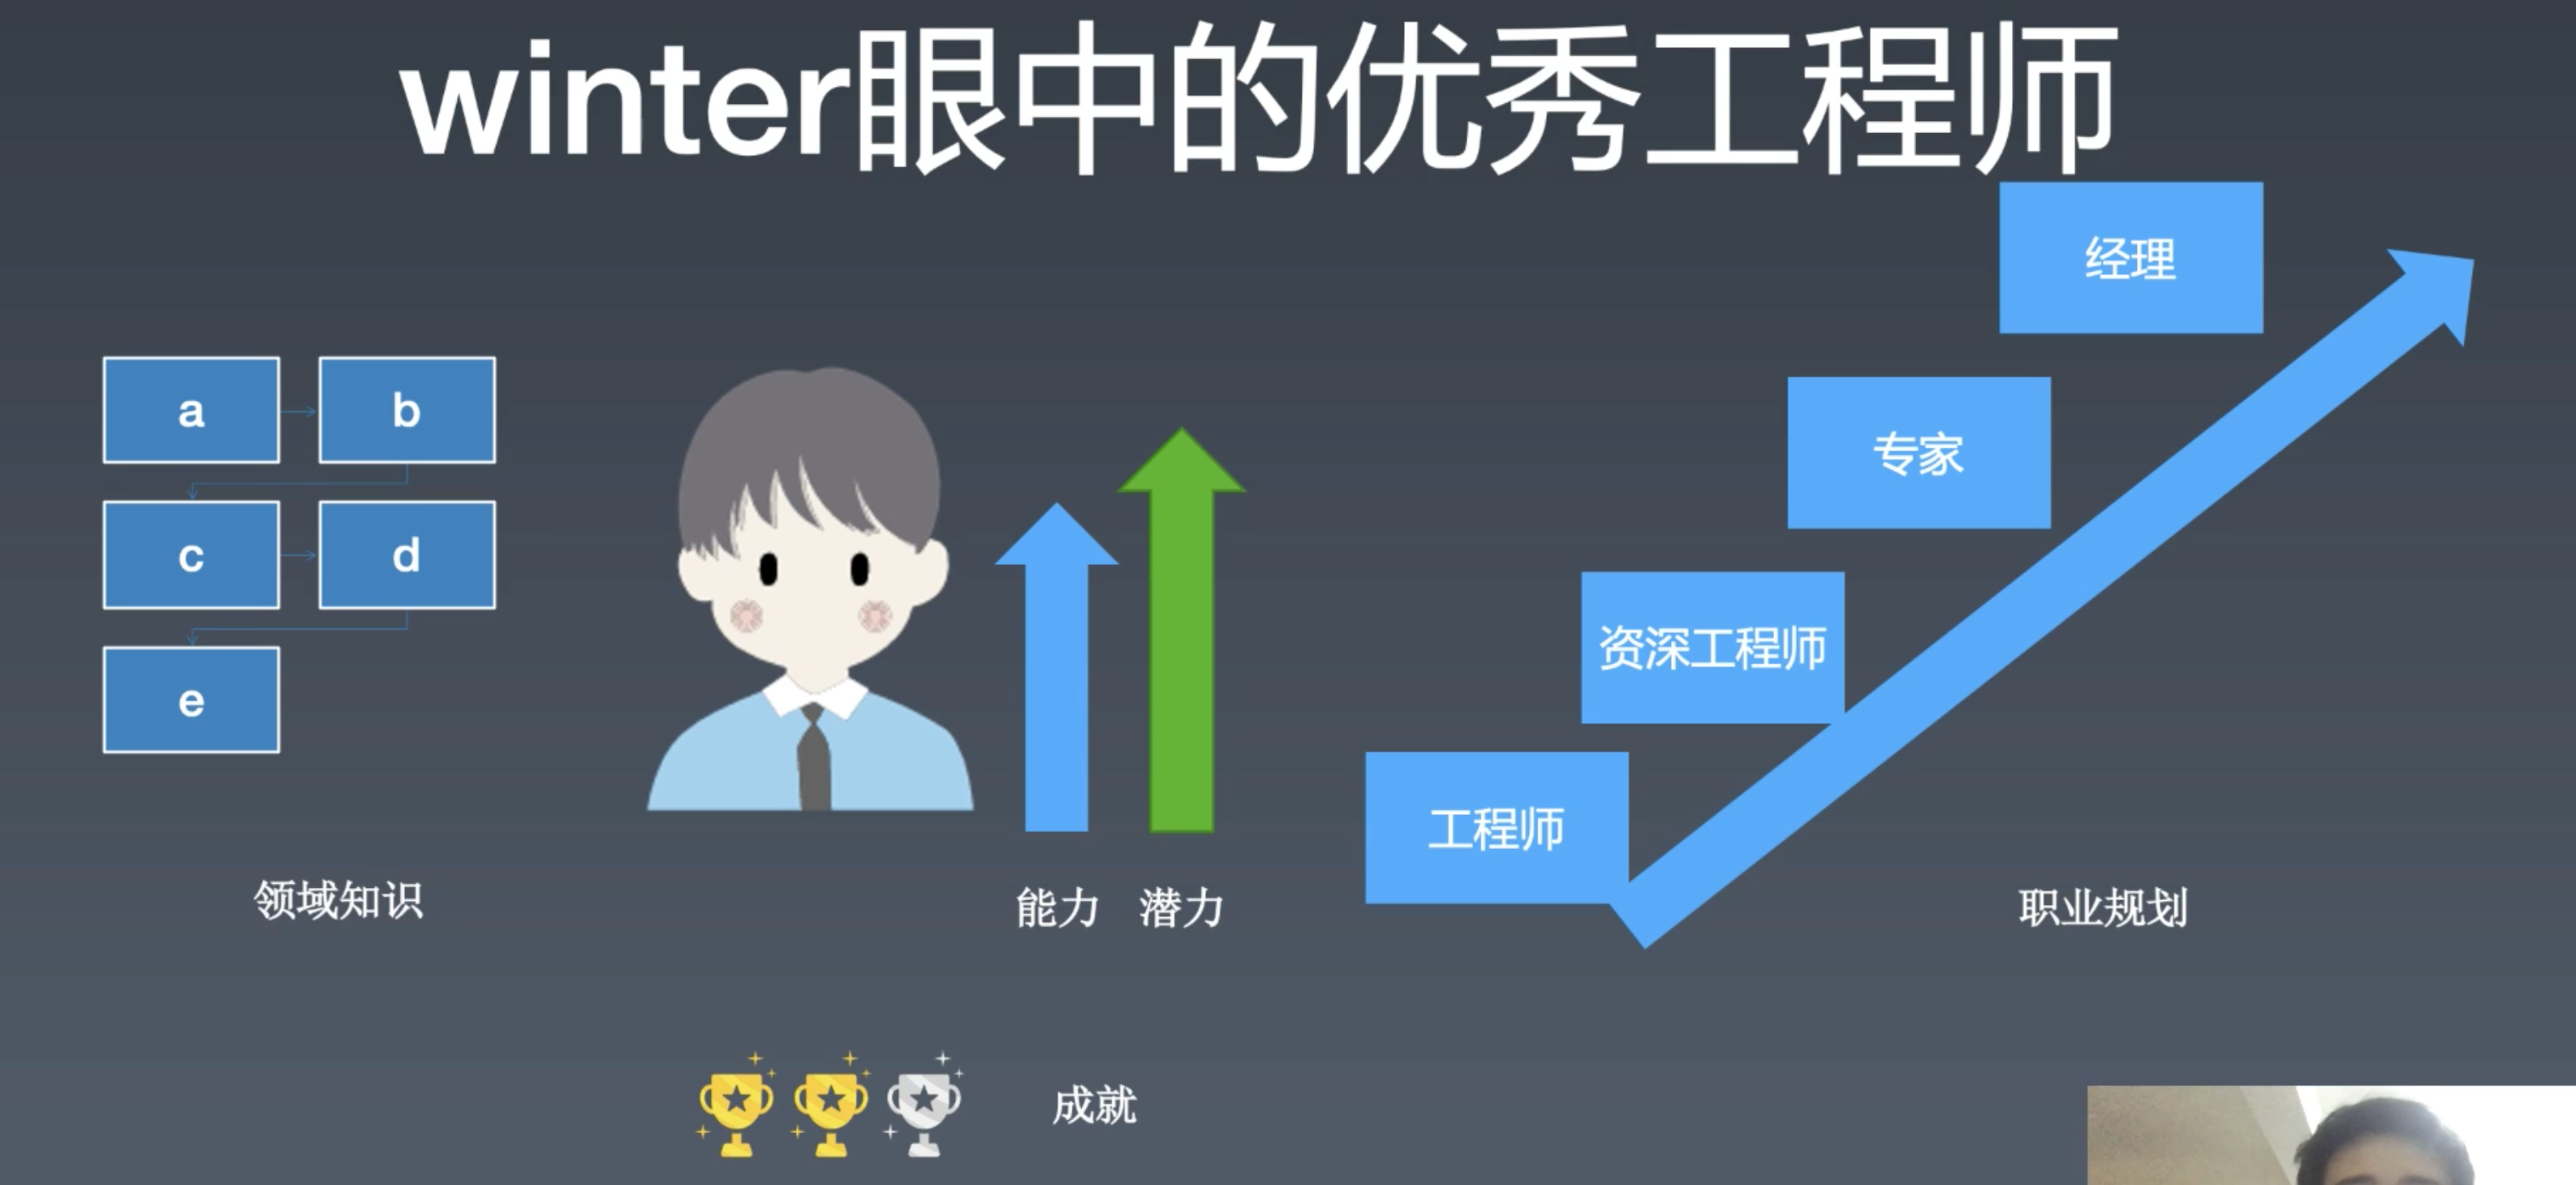 winter眼中的优秀工程师
经理
专家
资深工程师
工程师
a
b
c
d
e
领域知识
能力
潜力
职业规划
成就